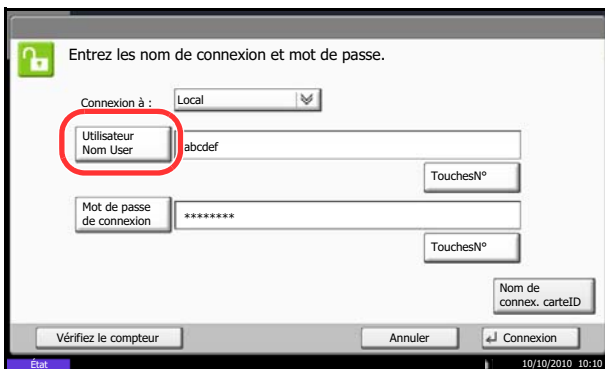 Entrez les nom de connexion et mot de passe.
Connexion à :
Local
Utilisateur
Nom User
abcdef
TouchesN°
Mot de passe
de connexion
********
TouchesN°
Nom de
connex. carteID
Vérifiez le compteur
Annuler
Connexion
État
10/10/2010 10:10